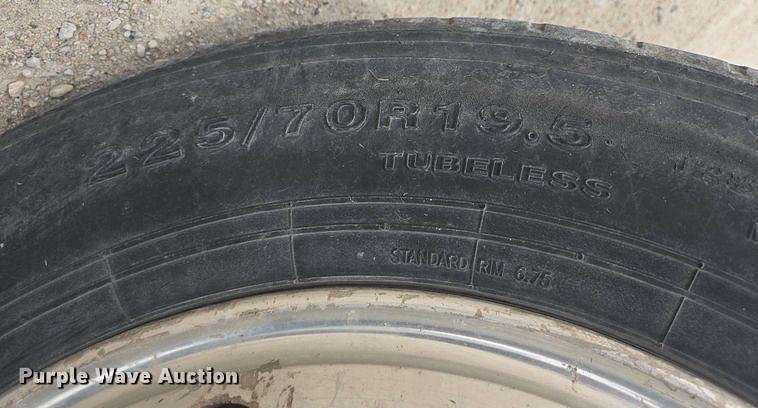 225/70R19.5
TUBELESS
STANDARD RIM 6.75
Purple Wave Auction